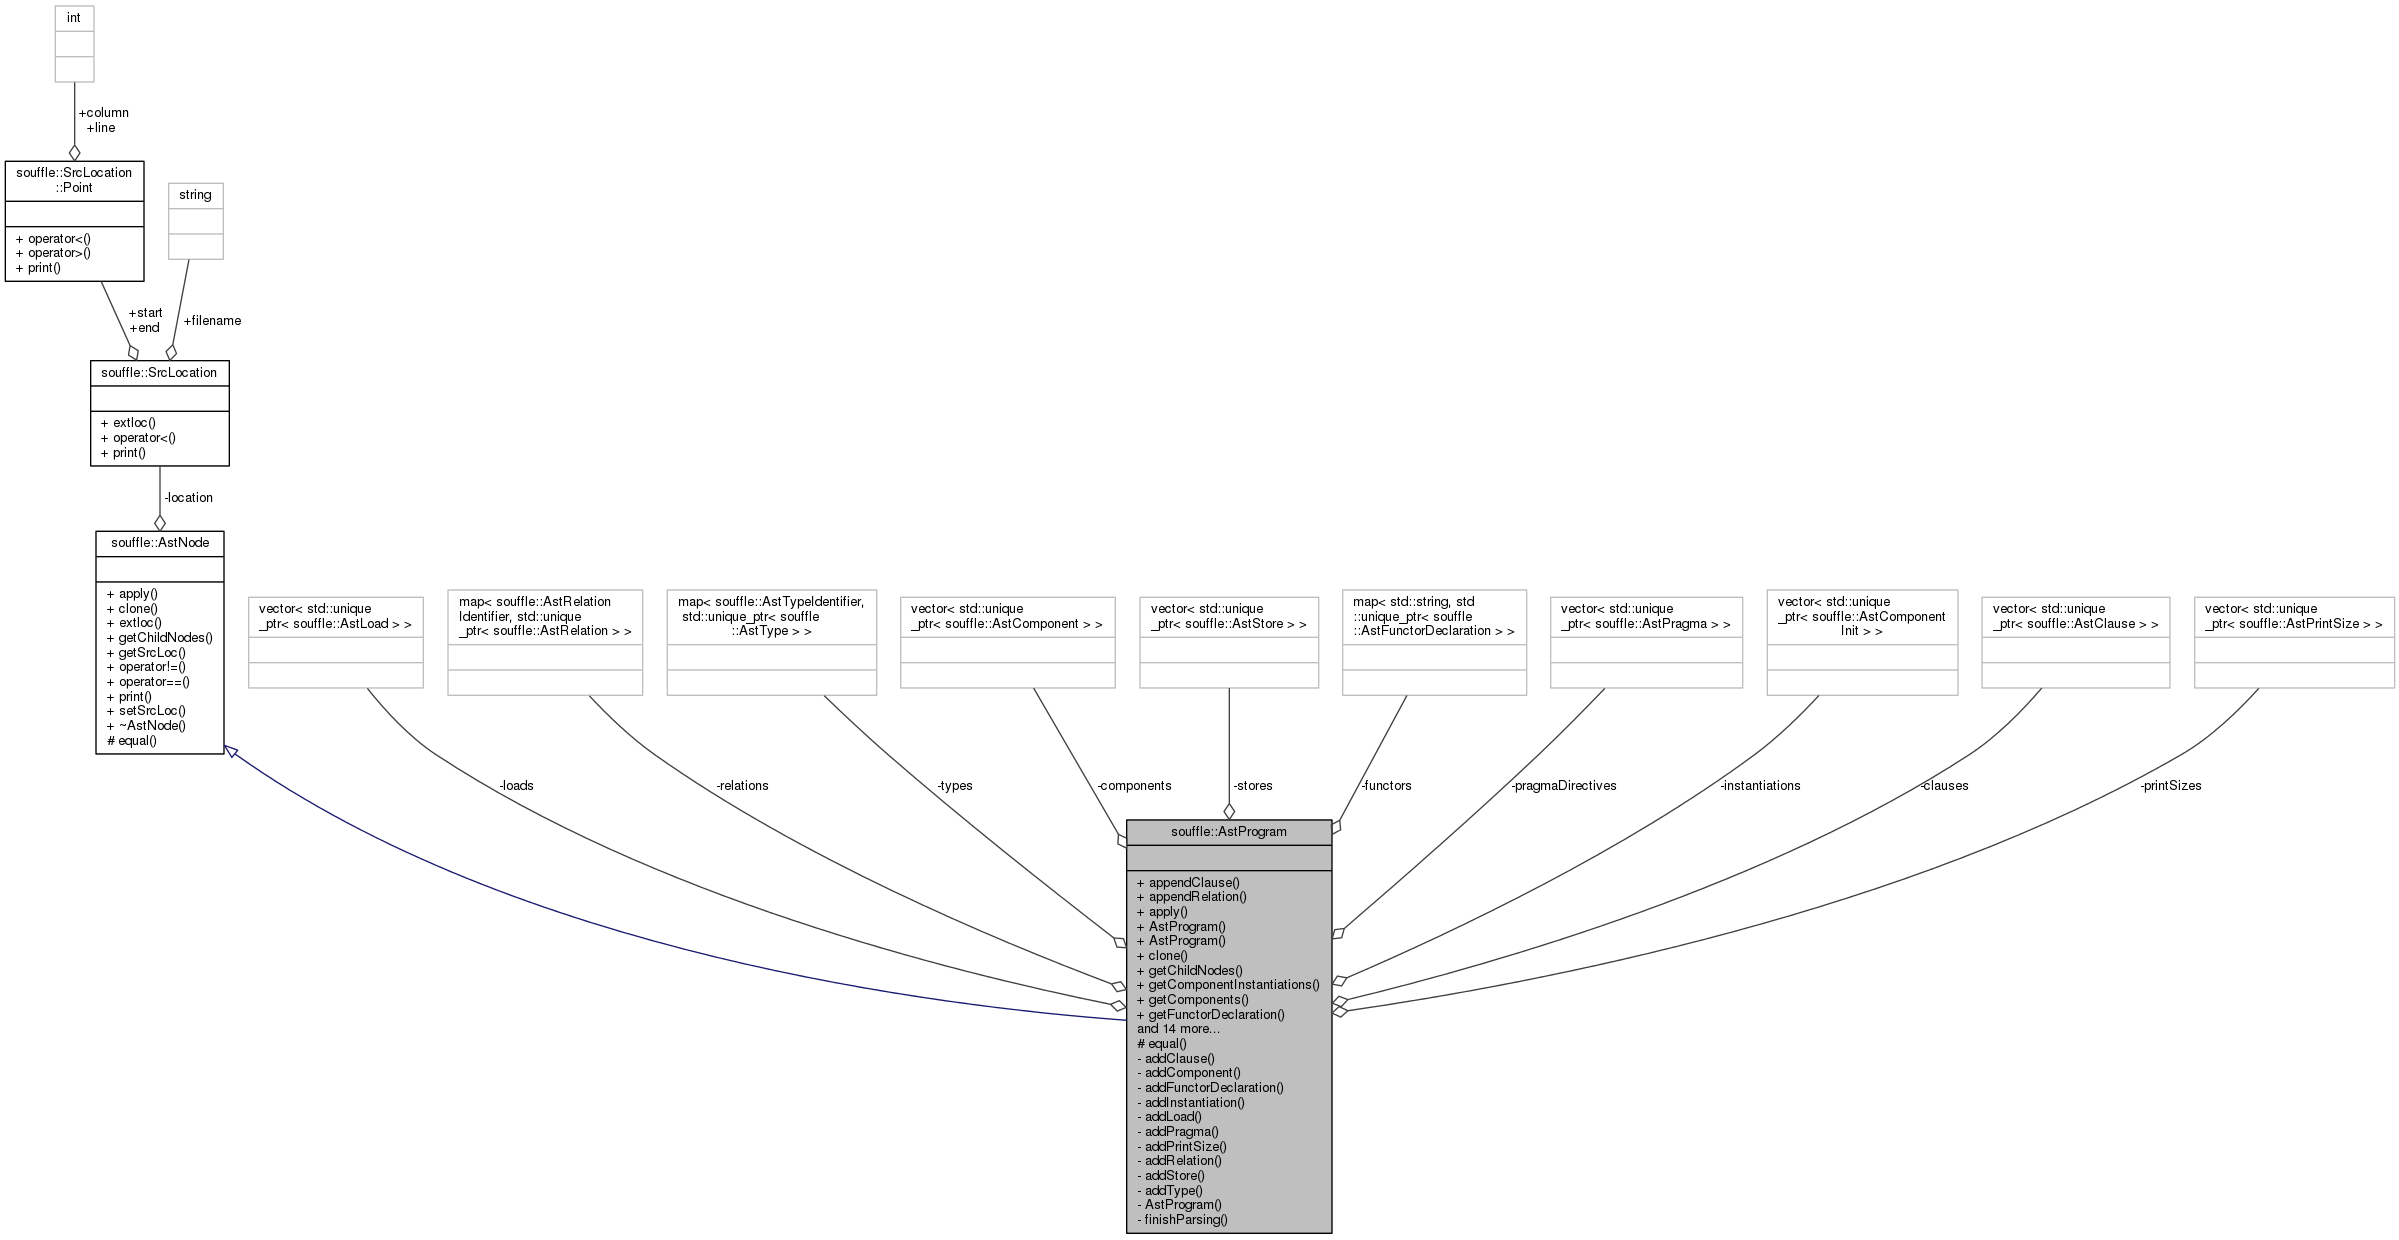 int
+column
+line
souffle::SrcLocation
::Point
+ operator<()
+ operator>()
+ print()
string
+start
+end
+filename
souffle::SrcLocation
+ extloc()
+ operator<()
+ print()
-location
souffle::AstNode
+ apply()
+ clone()
+ extloc()
+ getChildNodes()
+ getSrcLoc()
+ operator!=()
+ operator==()
+ print()
+ setSrcLoc()
+ ~AstNode()
# equal()
vector< std::unique
_ptr< souffle::AstLoad > >
map< souffle::AstRelation
Identifier, std::unique
_ptr< souffle::AstRelation > >
map< souffle::AstTypeIdentifier,
std::unique_ptr< souffle
::AstType > >
vector< std::unique
_ptr< souffle::AstComponent > >
vector< std::unique
_ptr< souffle::AstStore > >
map< std::string, std
::unique_ptr< souffle
::AstFunctorDeclaration > >
vector< std::unique
_ptr< souffle::AstPragma > >
vector< std::unique
_ptr< souffle::AstComponent
Init > >
vector< std::unique
_ptr< souffle::AstClause > >
vector< std::unique
_ptr< souffle::AstPrintSize > >
-loads
-relations
-types
-components
-stores
-functors
-pragmaDirectives
-instantiations
-clauses
-printSizes
souffle::AstProgram
+ appendClause()
+ appendRelation()
+ apply()
+ AstProgram()
+ AstProgram()
+ clone()
+ getChildNodes()
+ getComponentInstantiations()
+ getComponents()
+ getFunctorDeclaration()
and 14 more...
# equal()
- addClause()
- addComponent()
- addFunctorDeclaration()
- addInstantiation()
- addLoad()
- addPragma()
- addPrintSize()
- addRelation()
- addStore()
- addType()
- AstProgram()
- finishParsing()